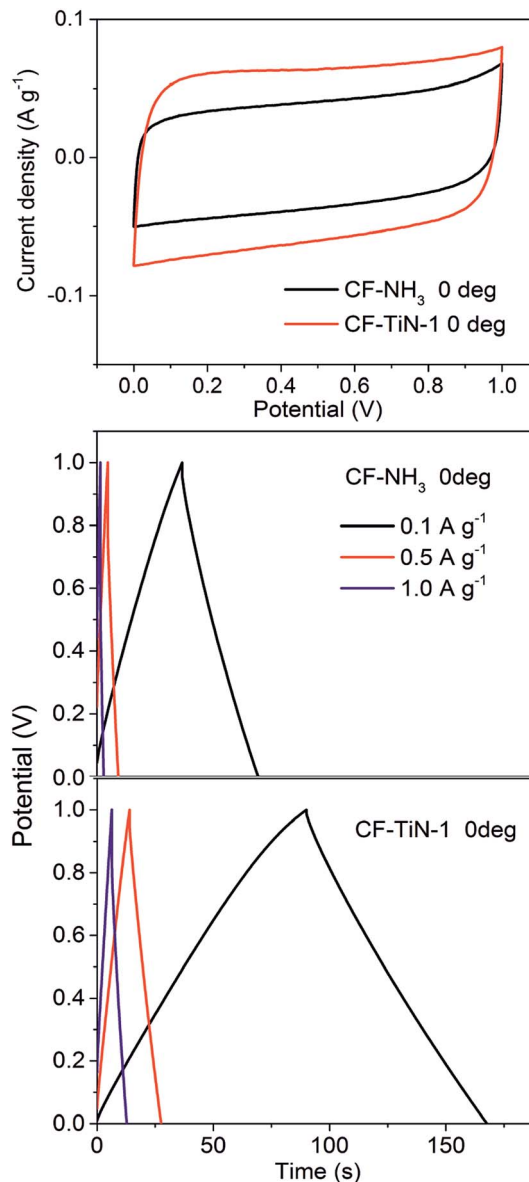 0.1
0.0
-0.1
Current density (A g⁻¹)
CF-NH₃ 0 deg
CF-TiN-1 0 deg
0.0 0.2 0.4 0.6 0.8 1.0
Potential (V)
1.0
0.8
0.6
0.4
0.2
0.0
CF-NH₃ 0deg
0.1 A g⁻¹
0.5 A g⁻¹
1.0 A g⁻¹
Potential (V)
1.0
0.8
0.6
0.4
0.2
0.0
CF-TiN-1 0deg
0 50 100 150
Time (s)